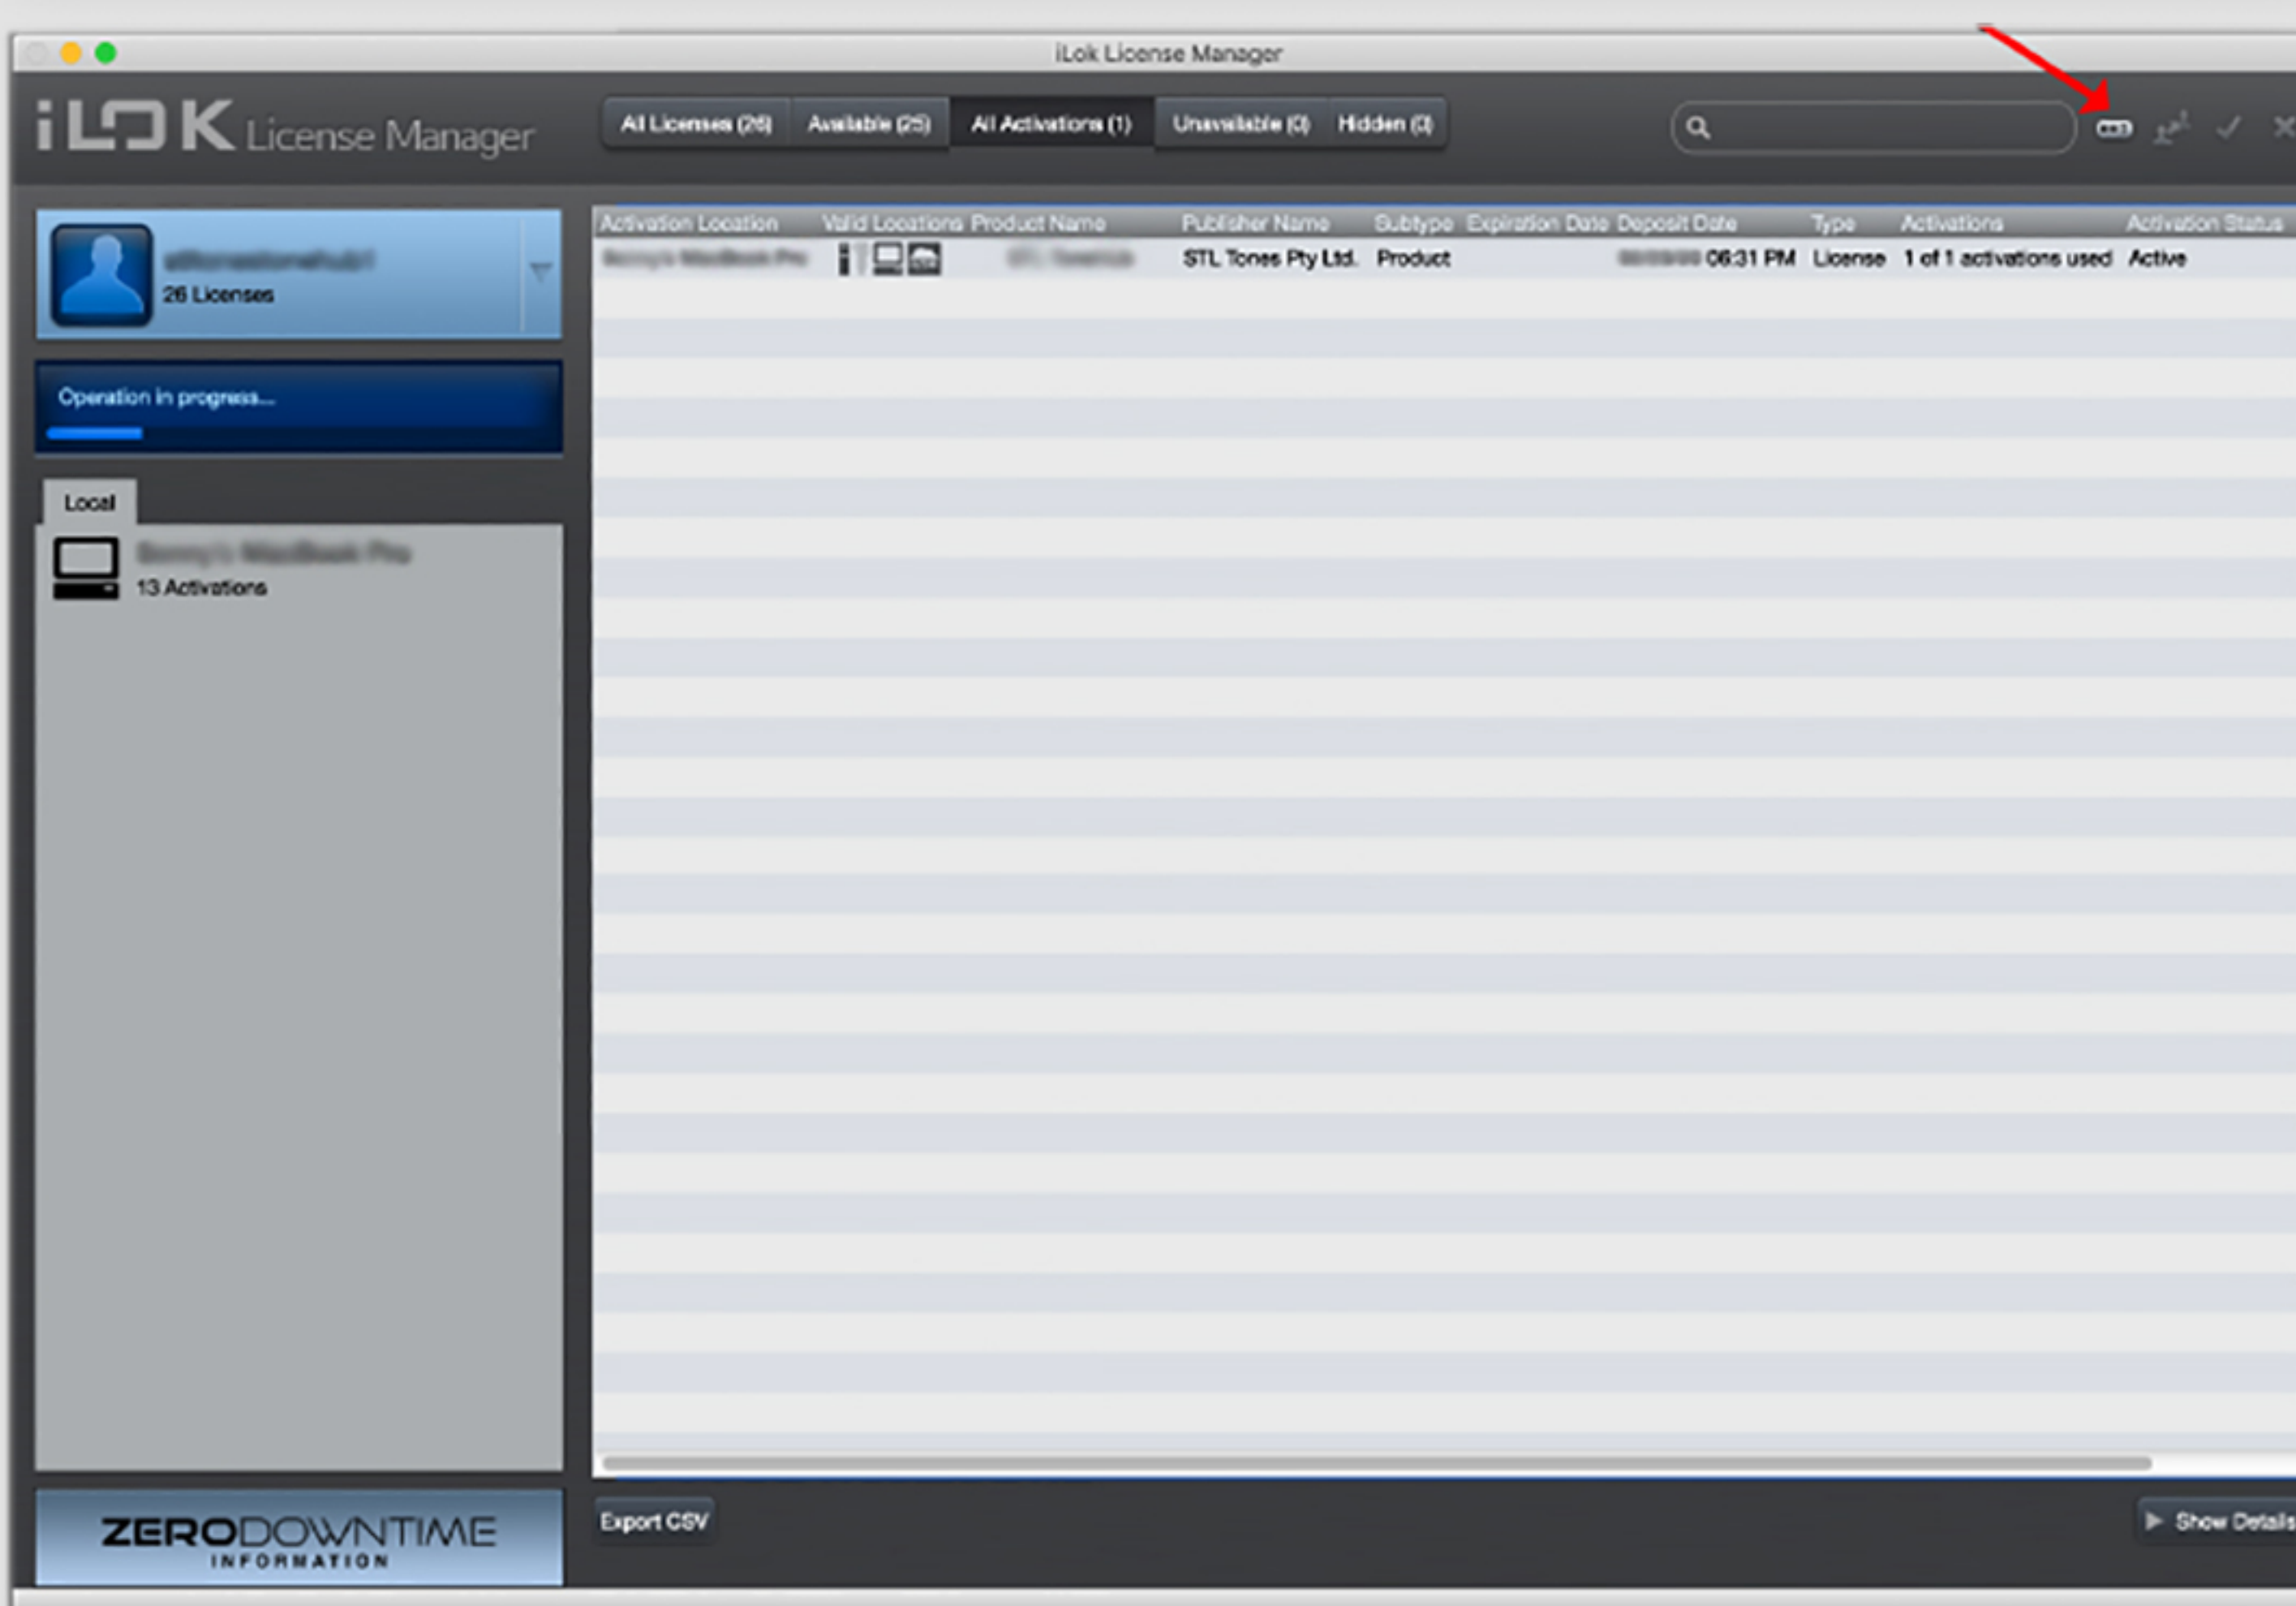 iLok License Manager
iLOK License Manager
All Licenses (26) Available (25) All Activations (1) Unavailable (0) Hidden (0)
Activation Location Valid Locations Product Name Publisher Name Subtype Expiration Date Deposit Date Type Activations Activation Status
STL Tones Pty Ltd. Product 06:31 PM License 1 of 1 activations used Active
26 Licenses
Operation in progress...
Local
13 Activations
ZERODOWNTIME
INFORMATION
Export CSV
Show Details